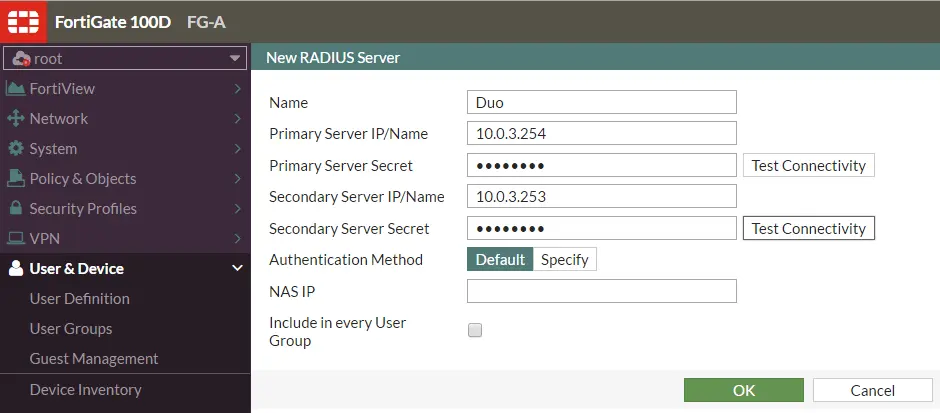 FortiGate 100D FG-A
root
FortiView
Network
System
Policy & Objects
Security Profiles
VPN
User & Device
User Definition
User Groups
Guest Management
Device Inventory
New RADIUS Server
Name Duo
Primary Server IP/Name 10.0.3.254
Primary Server Secret •••••••• Test Connectivity
Secondary Server IP/Name 10.0.3.253
Secondary Server Secret •••••••• Test Connectivity
Authentication Method Default Specify
NAS IP
Include in every User
Group
OK Cancel